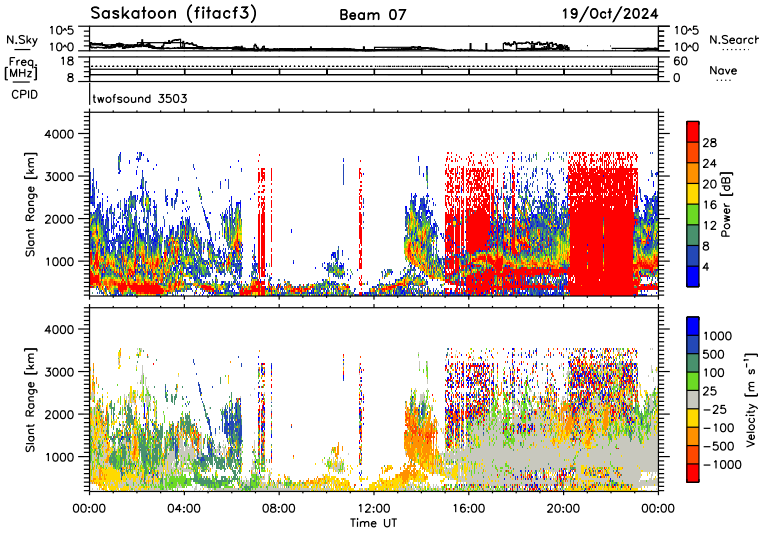 Saskatoon (fitacf3) Beam 07 19/Oct/2024
N.Sky 10^5 10^0 10^5 10^0 N.Search
Freq. [MHz] 18 8 60 0 Nave
CPID twofsound 3503
Slant Range [km] 4000 3000 2000 1000
Power [dB] 28 24 20 16 12 8 4
Slant Range [km] 4000 3000 2000 1000
Velocity [m s⁻¹] 1000 500 100 25 −25 −100 −500 −1000
00:00 04:00 08:00 12:00 16:00 20:00 00:00
Time UT